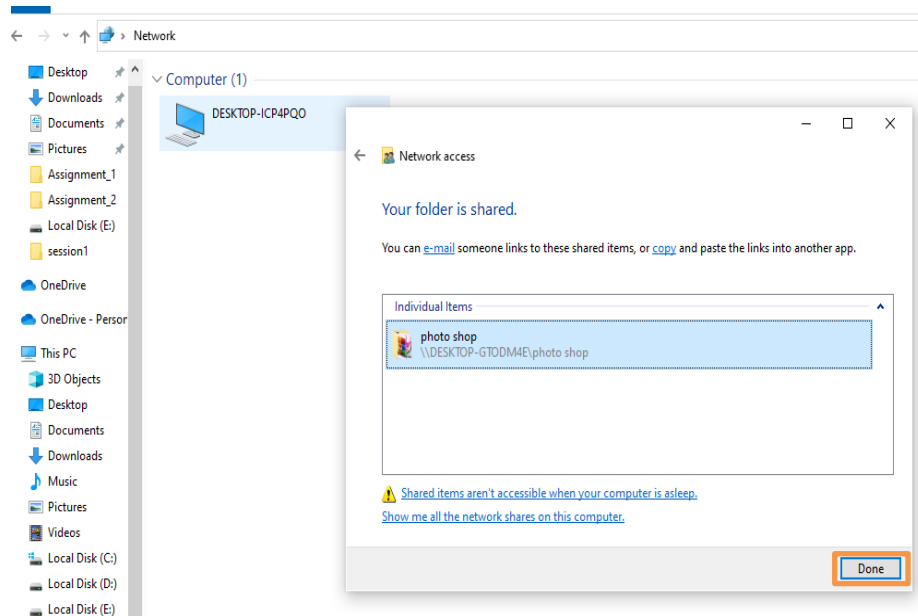 Network
Desktop
Downloads
Documents
Pictures
Assignment_1
Assignment_2
Local Disk (E:)
session1
OneDrive
OneDrive - Person
This PC
3D Objects
Desktop
Documents
Downloads
Music
Pictures
Videos
Local Disk (C:)
Local Disk (D:)
Local Disk (E:)
Computer (1)
DESKTOP-ICP4PQO
Network access
Your folder is shared.
You can e-mail someone links to these shared items, or copy and paste the links into another app.
Individual Items
photo shop
\\DESKTOP-GTODM4E\photo shop
Shared items aren't accessible when your computer is asleep.
Show me all the network shares on this computer.
Done